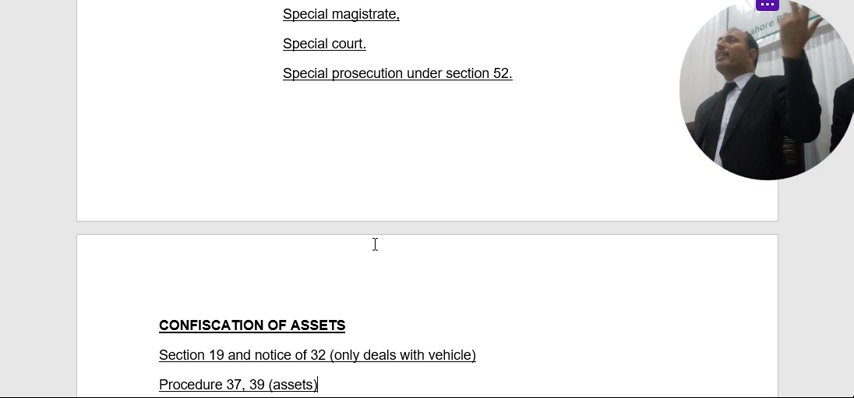 Special magistrate,
Special court.
Special prosecution under section 52.
CONFISCATION OF ASSETS
Section 19 and notice of 32 (only deals with vehicle)
Procedure 37, 39 (assets)